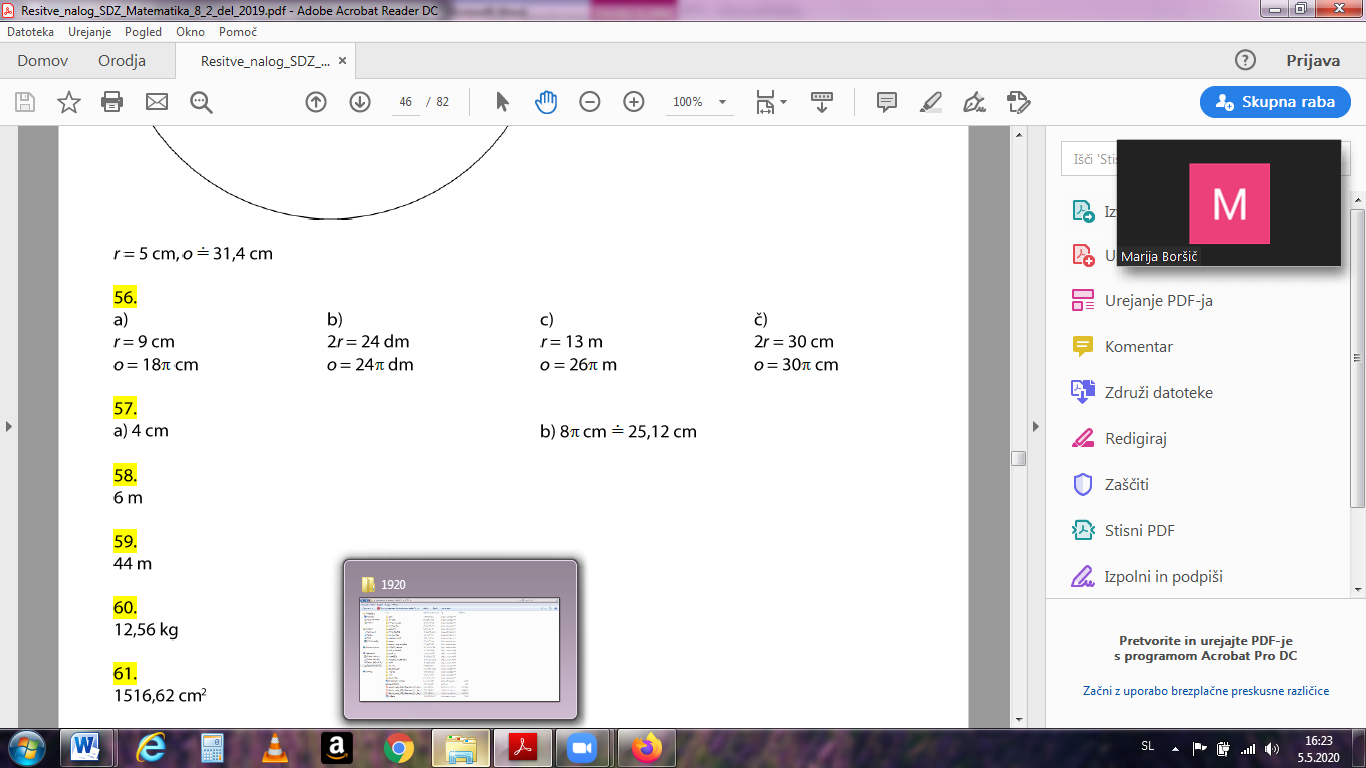 Resitve_nalog_SDZ_Matematika_8_2_del_2019.pdf - Adobe Acrobat Reader DC
Datoteka Urejanje Pogled Okno Pomoč
Domov Orodja Resitve_nalog_SDZ_... × Prijava
46 / 82 100% Skupna raba
r = 5 cm, o ≐ 31,4 cm
56.
a) b) c) č)
r = 9 cm 2r = 24 dm r = 13 m 2r = 30 cm
o = 18π cm o = 24π dm o = 26π m o = 30π cm
57.
a) 4 cm b) 8π cm ≐ 25,12 cm
58.
6 m
59.
44 m
60.
12,56 kg
61.
1516,62 cm²
1920
Išči 'Sti
M
Marija Boršič
Urejanje PDF-ja
Komentar
Združi datoteke
Redigiraj
Zaščiti
Stisni PDF
Izpolni in podpiši
Pretvorite in urejajte PDF-je
s programom Acrobat Pro DC
Začni z uporabo brezplačne preskusne različice
SL 16:23
5.5.2020